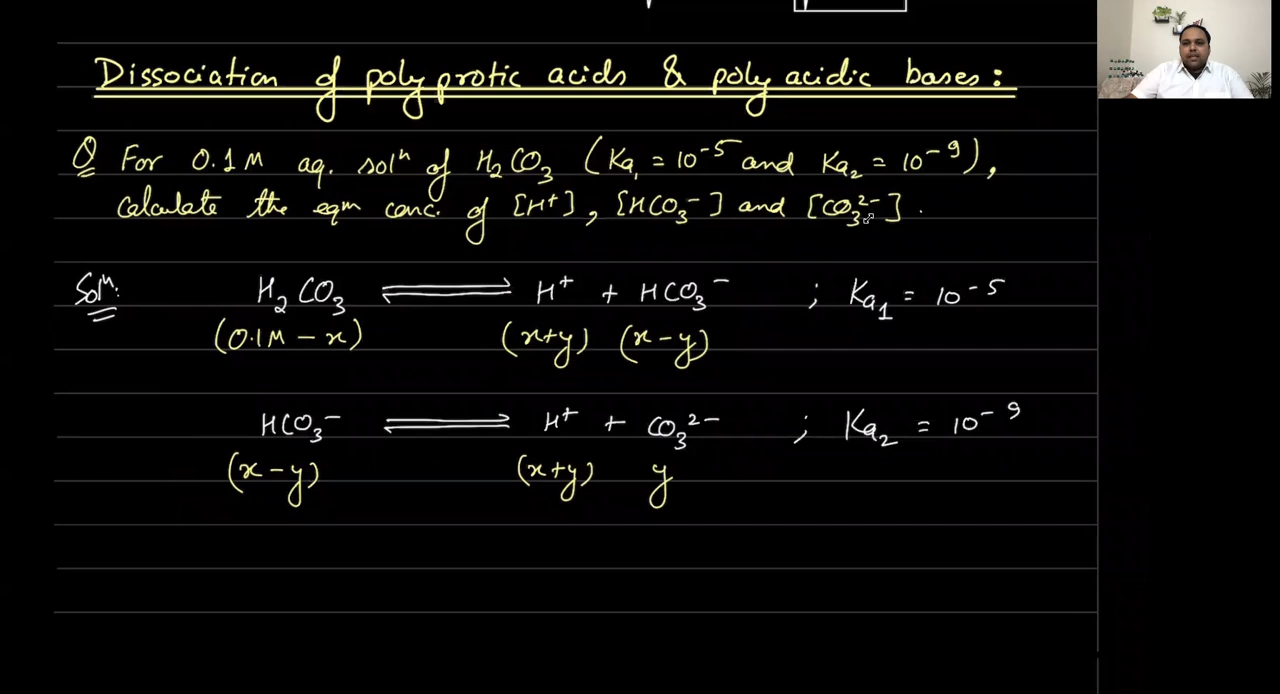 Dissociation of polyprotic acids & polyacidic bases:
Q For 0.1M aq. solⁿ of H₂CO₃ (Ka₁ = 10⁻⁵ and Ka₂ = 10⁻⁹),
calculate the eqm conc. of [H⁺], [HCO₃⁻] and [CO₃²⁻].
Solⁿ: H₂CO₃ ⇌ H⁺ + HCO₃⁻ ; Ka₁ = 10⁻⁵
(0.1M − x) (x+y) (x−y)
HCO₃⁻ ⇌ H⁺ + CO₃²⁻ ; Ka₂ = 10⁻⁹
(x−y) (x+y) y